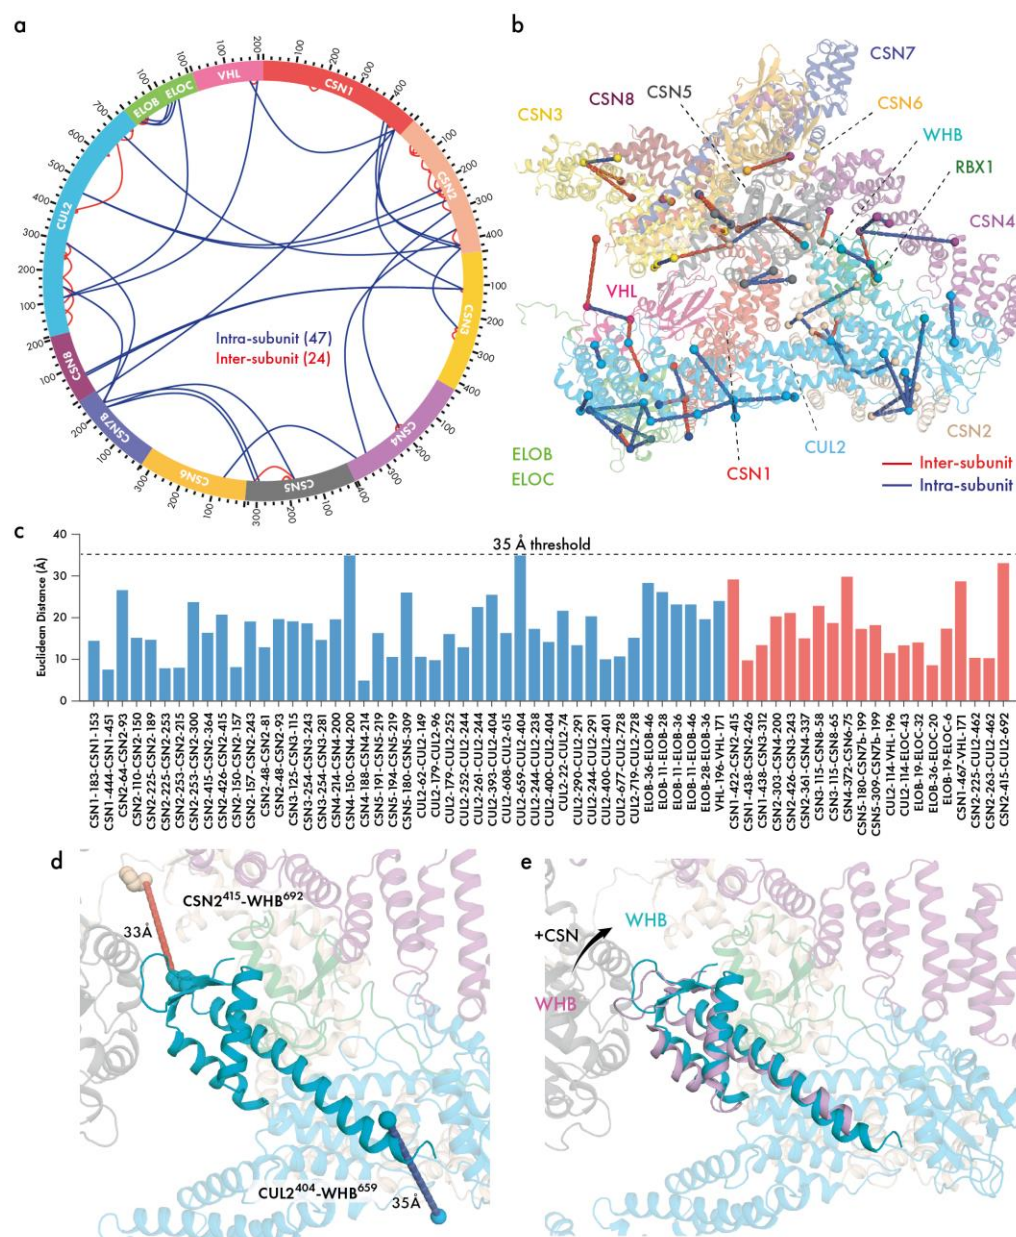 a
VHL
CSN1
CSN2
CSN3
CSN4
CSN5
CSN6
CSN7B
CSN8
CUL2
ELOB
ELOC
Intra-subunit (47)
Inter-subunit (24)
b
CSN7
CSN5
CSN8
CSN6
CSN3
WHB
RBX1
CSN4
VHL
CSN2
ELOB
ELOC
CSN1
CUL2
Inter-subunit
Intra-subunit
c
Euclidean Distance (Å)
40
30
20
10
0
35 Å threshold
CSN1-183-CSN1-153
CSN1-444-CSN1-451
CSN2-64-CSN2-93
CSN2-1110-CSN2-150
CSN2-225-CSN2-189
CSN2-225-CSN2-253
CSN2-253-CSN2-215
CSN2-253-CSN2-300
CSN2-415-CSN2-364
CSN2-426-CSN2-415
CSN2-150-CSN2-157
CSN2-157-CSN2-243
CSN2-48-CSN2-81
CSN2-48-CSN2-93
CSN3-125-CSN3-115
CSN3-254-CSN3-243
CSN3-254-CSN3-281
CSN4-214-CSN4-200
CSN4-150-CSN4-200
CSN4-188-CSN4-214
CSN5-191-CSN5-219
CSN5-194-CSN5-219
CSN5-180-CSN5-309
CUL2-62-CUL2-149
CUL2-179-CUL2-96
CUL2-179-CUL2-252
CUL2-252-CUL2-244
CUL2-261-CUL2-244
CUL2-393-CUL2-404
CUL2-608-CUL2-615
CUL2-659-CUL2-404
CUL2-244-CUL2-238
CUL2-400-CUL2-404
CUL2-22-CUL2-74
CUL2-290-CUL2-291
CUL2-244-CUL2-291
CUL2-400-CUL2-401
CUL2-677-CUL2-728
CUL2-719-CUL2-728
ELOB-36-ELOB-46
ELOB-11-ELOB-28
ELOB-11-ELOB-36
ELOB-11-ELOB-46
ELOB-28-ELOB-36
VHL-196-VHL-171
CSN1-422-CSN2-415
CSN1-438-CSN2-426
CSN1-438-CSN3-312
CSN2-303-CSN4-200
CSN2-426-CSN3-243
CSN2-361-CSN4-337
CSN3-115-CSN8-58
CSN3-115-CSN8-65
CSN4-372-CSN6-75
CSN5-180-CSN7b-199
CSN5-309-CSN7b-199
CUL2-114-VHL-196
CUL2-114-ELOC-43
ELOB-19-ELOC-32
ELOB-36-ELOC-20
ELOB-19-ELOC-6
CSN1-467-VHL-171
CSN2-225-CUL2-462
CSN2-263-CUL2-462
CSN2-415-CUL2-692
d
CSN2415-WHB692
33Å
CUL2404-WHB659
35Å
e
+CSN
WHB
WHB